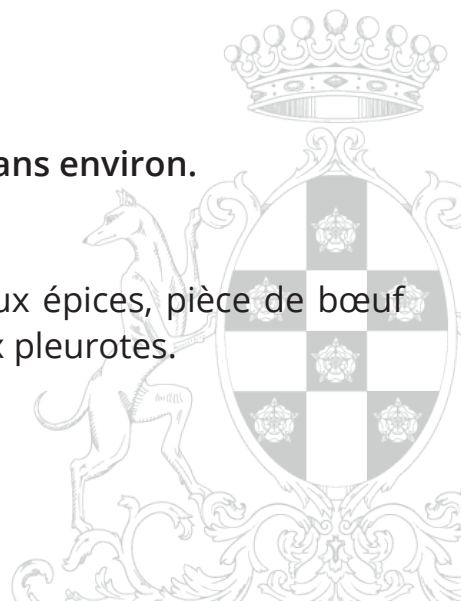 ans environ.
ux épices, pièce de bœuf
x pleurotes.